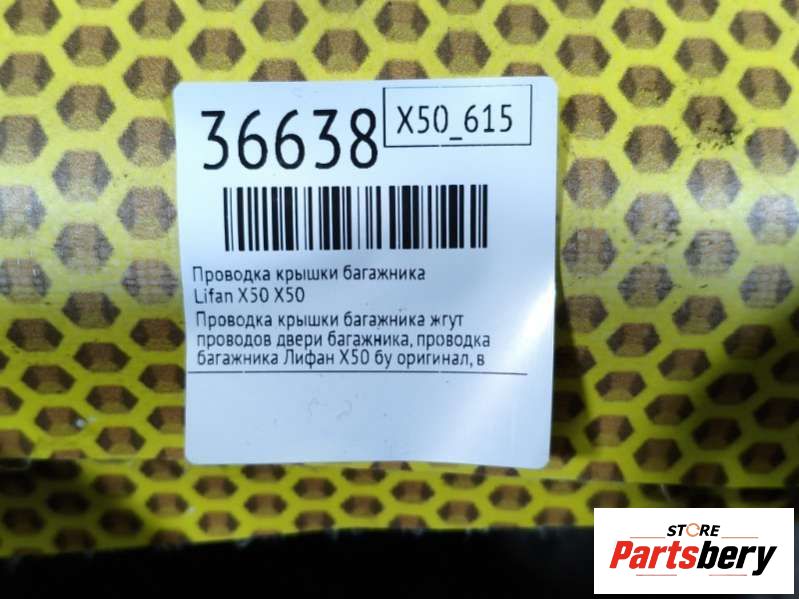 36638
X50_615
Проводка крышки багажника
Lifan X50 X50
Проводка крышки багажника жгут
проводов двери багажника, проводка
багажника Лифан Х50 бу оригинал, в
STORE
Partsbery